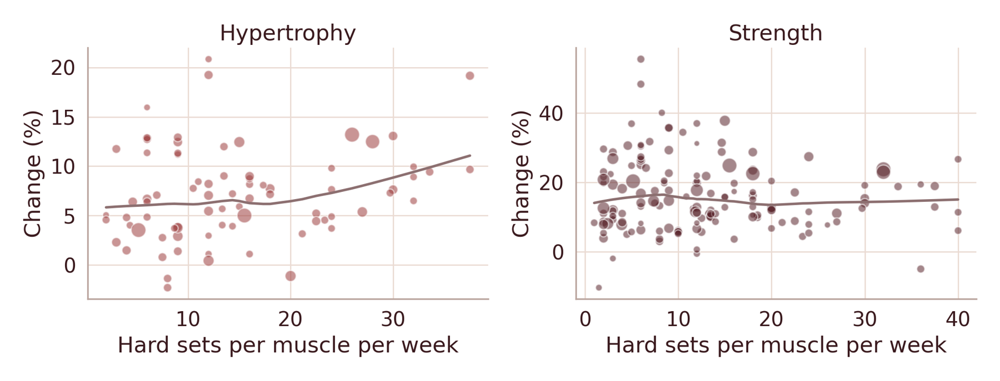 Hypertrophy
Change (%)
20
15
10
5
0
10 20 30
Hard sets per muscle per week
Strength
Change (%)
40
20
0
0 10 20 30 40
Hard sets per muscle per week